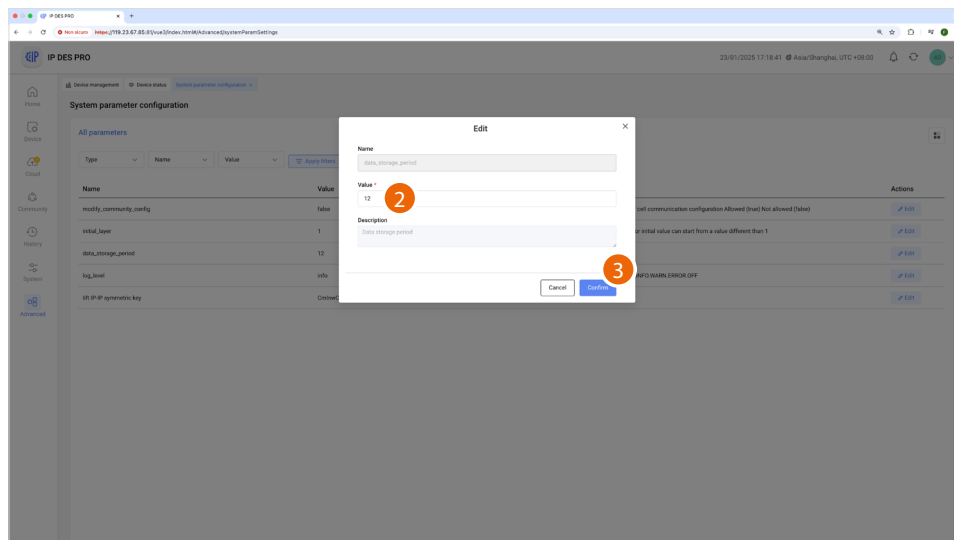 IP DES PRO
Non sicuro https://119.23.67.85:81/vue3/index.html#/Advanced/systemParamSettings
IP DES PRO
23/01/2025 17:18:41 Asia/Shanghai, UTC +08:00
Home
Device
Cloud
Community
History
System
Advanced
Device management Device status System parameter configuration ×
System parameter configuration
All parameters
Type Name Value Apply filters
Name Value Actions
modify_community_config false cell communication configuration Allowed (true) Not allowed (false) Edit
initial_layer 1 or initial value can start from a value different than 1 Edit
data_storage_period 12 Edit
log_level info INFO WARN ERROR OFF Edit
lift IP-IP symmetric key Edit
Edit
Name
data_storage_period
Value *
12
2
Description
Data storage period
3
Cancel Confirm